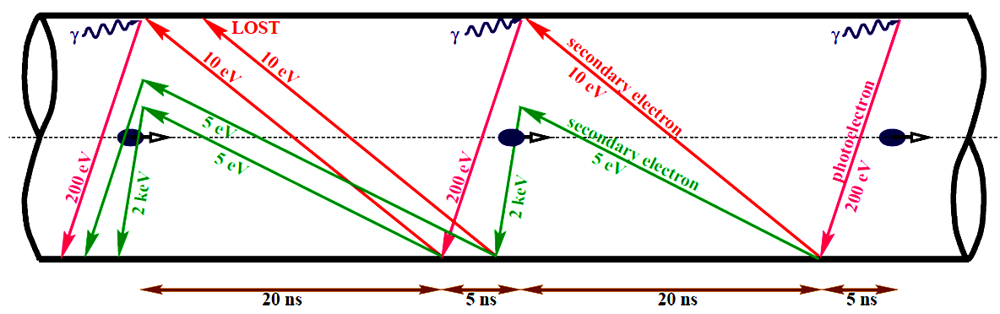 γ
LOST
γ
γ
10 eV
10 eV
secondary electron
10 eV
5 eV
5 eV
secondary electron
5 eV
200 eV
2 keV
200 eV
2 keV
photoelectron
200 eV
20 ns
5 ns
20 ns
5 ns